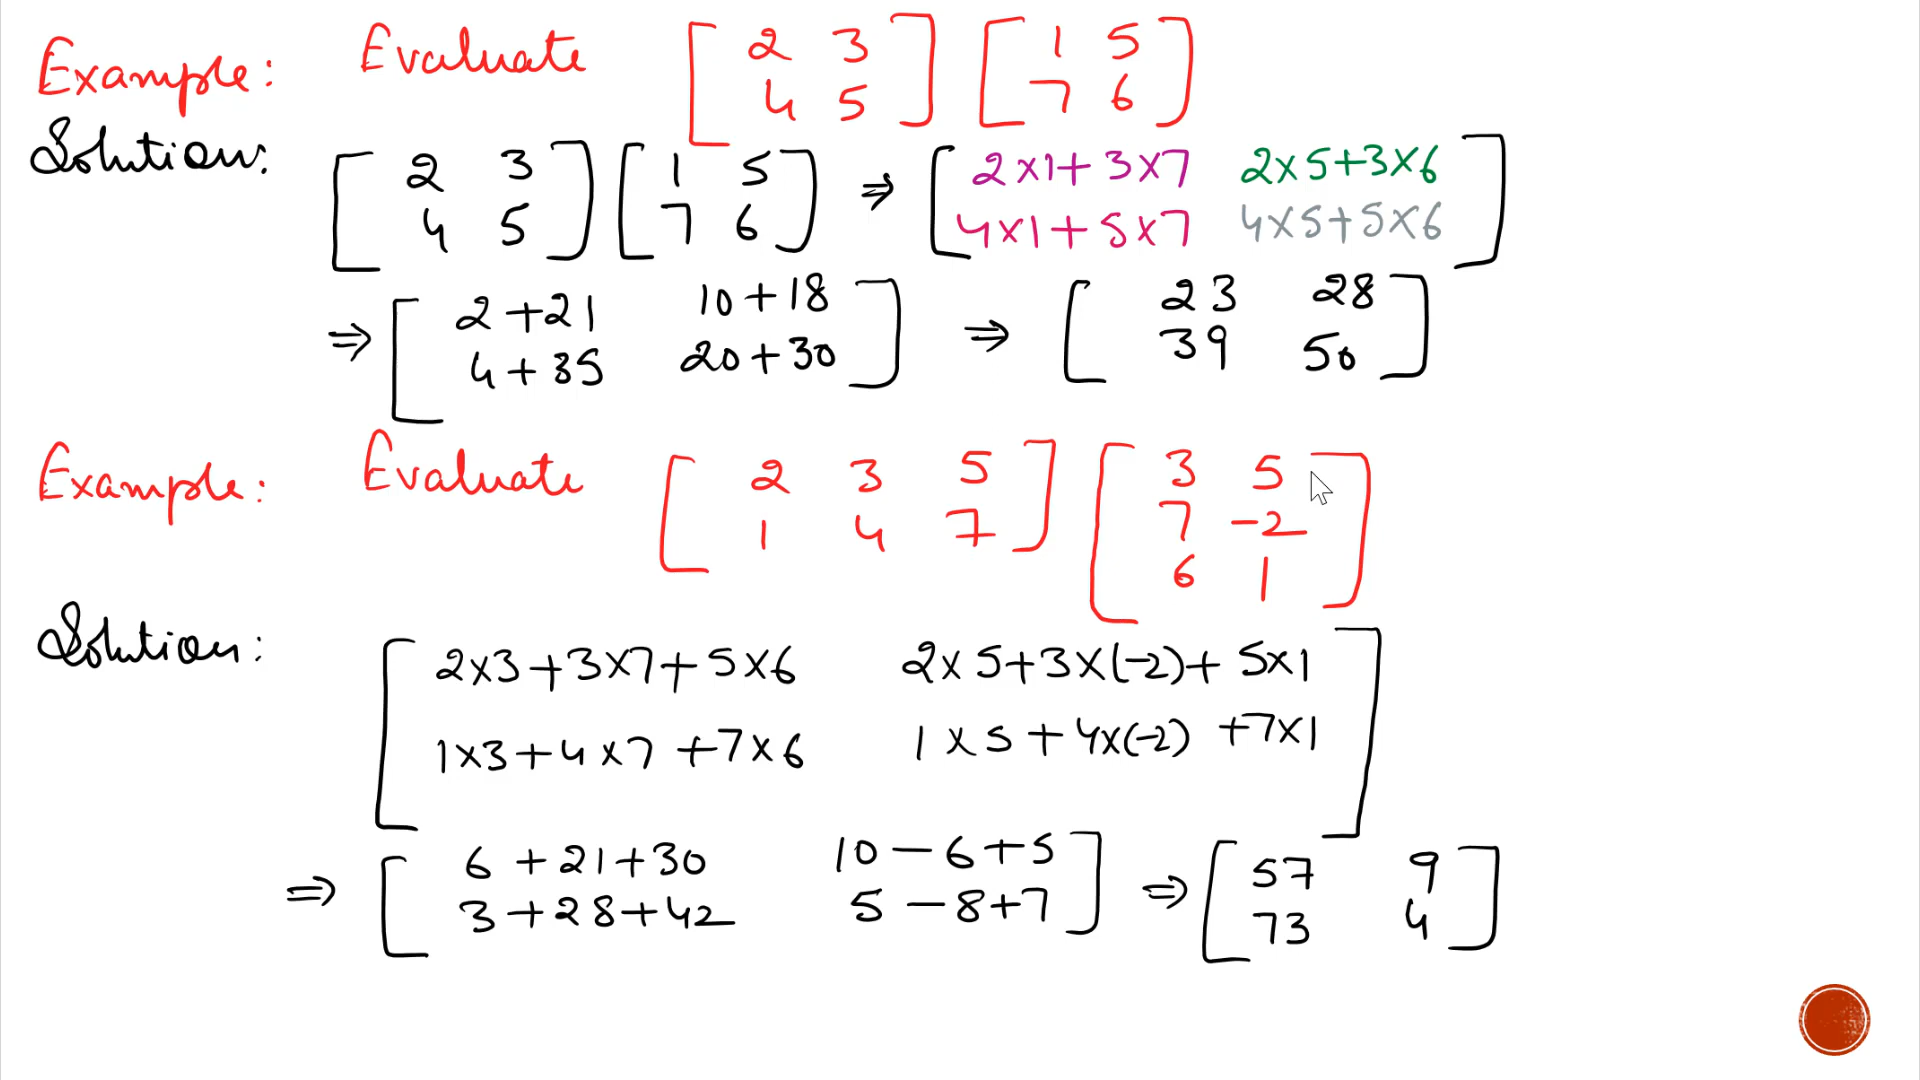 Example: Evaluate [ 2 3 ] [ 1 5 ]
4 5 7 6
Solution: [ 2 3 ] [ 1 5 ] ⇒ [ 2×1+3×7 2×5+3×6 ]
4 5 7 6 4×1+5×7 4×5+5×6
⇒ [ 2+21 10+18 ] ⇒ [ 23 28 ]
4+35 20+30 39 50
Example: Evaluate [ 2 3 5 ] [ 3 5 ]
1 4 7 7 -2
6 1
Solution: [ 2×3+3×7+5×6 2×5+3×(-2)+5×1 ]
1×3+4×7+7×6 1×5+4×(-2)+7×1
⇒ [ 6+21+30 10-6+5 ] ⇒ [ 57 9 ]
3+28+42 5-8+7 73 4